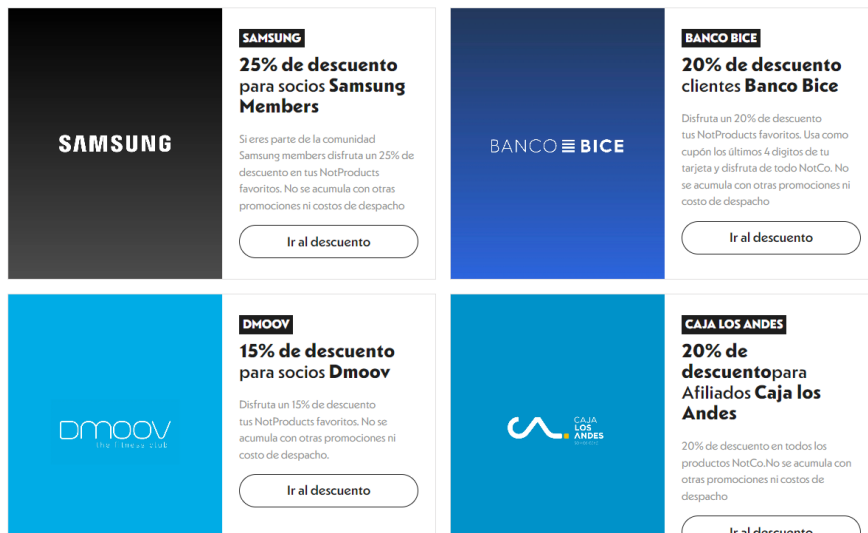 SAMSUNG
SAMSUNG
25% de descuento
para socios Samsung
Members
Si eres parte de la comunidad
Samsung members disfruta un 25% de
descuento en tus NotProducts
favoritos. No se acumula con otras
promociones ni costos de despacho
Ir al descuento
BANCO BICE
BANCO BICE
20% de descuento
clientes Banco Bice
Disfruta un 20% de descuento
tus NotProducts favoritos. Usa como
cupón los últimos 4 digitos de tu
tarjeta y disfruta de todo NotCo. No
se acumula con otras promociones ni
costo de despacho
Ir al descuento
DMOOV
the fitness club
DMOOV
15% de descuento
para socios Dmoov
Disfruta un 15% de descuento
tus NotProducts favoritos. No se
acumula con otras promociones ni
costo de despacho.
Ir al descuento
CAJA
LOS
ANDES
CAJA LOS ANDES
20% de
descuentopara
Afiliados Caja los
Andes
20% de descuento en todos los
productos NotCo.No se acumula con
otras promociones ni costos de
despacho
Ir al descuento